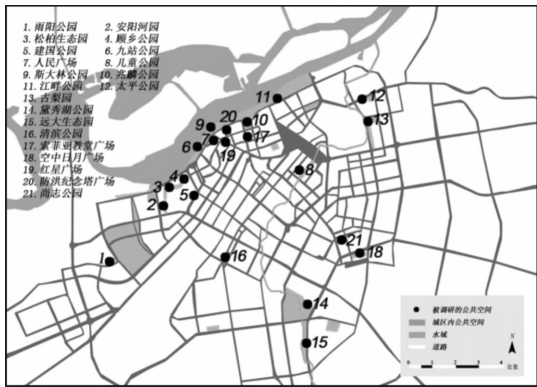 1. 雨阳公园 2. 安阳河园
3. 松柏生态园 4. 顾乡公园
5. 建国公园 6. 九站公园
7. 人民广场 8. 儿童公园
9. 斯大林公园 10. 兆麟公园
11. 江畔公园 12. 太平公园
13. 古梨园
14. 黛秀湖公园
15. 远大生态园
16. 清滨公园
17. 索菲亚教堂广场
18. 空中日月广场
19. 红星广场
20. 防洪纪念塔广场
21. 尚志公园
11
12
9 20 10
13
6 7 19 17
4
3
8
2 5
21
1 16
18
14
15
被调研的公共空间
城区内公共空间
水域
道路
N
0 1 2 3 4
公里